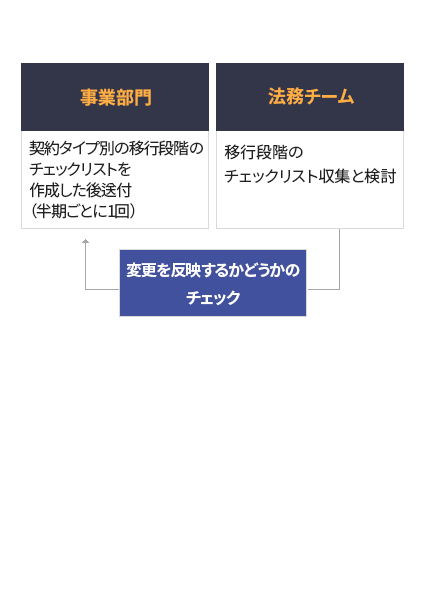 事業部門
契約タイプ別の移行段階の
チェックリストを
作成した後送付
（半期ごとに1回）
法務チーム
移行段階の
チェックリスト収集と検討
変更を反映するかどうかの
チェック